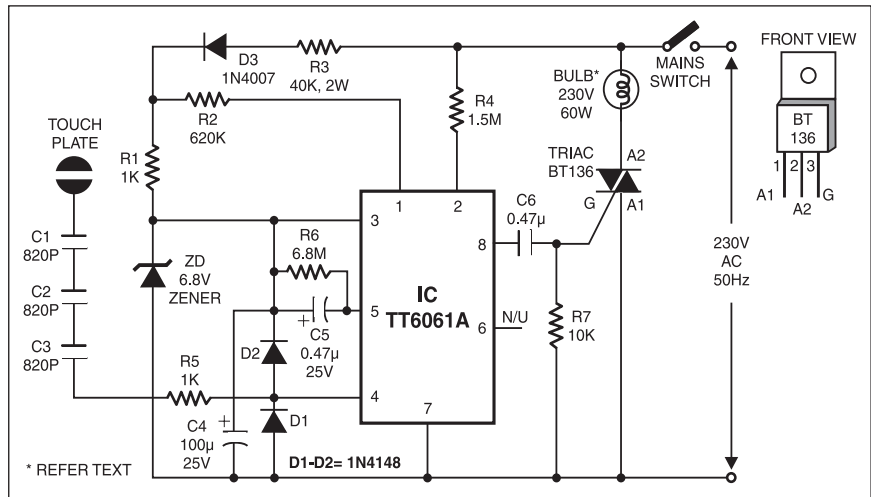 D3
1N4007
R3
40K, 2W
MAINS
SWITCH
FRONT VIEW
BULB*
230V
60W
R4
1.5M
R2
620K
BT
136
TOUCH
PLATE
R1
1K
TRIAC
BT136
A2
1 2 3
A1
A2
G
C6
0.47µ
G
A1
1
2
3
8
C1
820P
ZD
6.8V
ZENER
R6
6.8M
IC
TT6061A
230V
AC
50Hz
C2
820P
5
6
N/U
R7
10K
+
C5
0.47µ
25V
D2
C3
820P
R5
1K
4
D1
7
C4
100µ
25V
+
* REFER TEXT
D1-D2= 1N4148